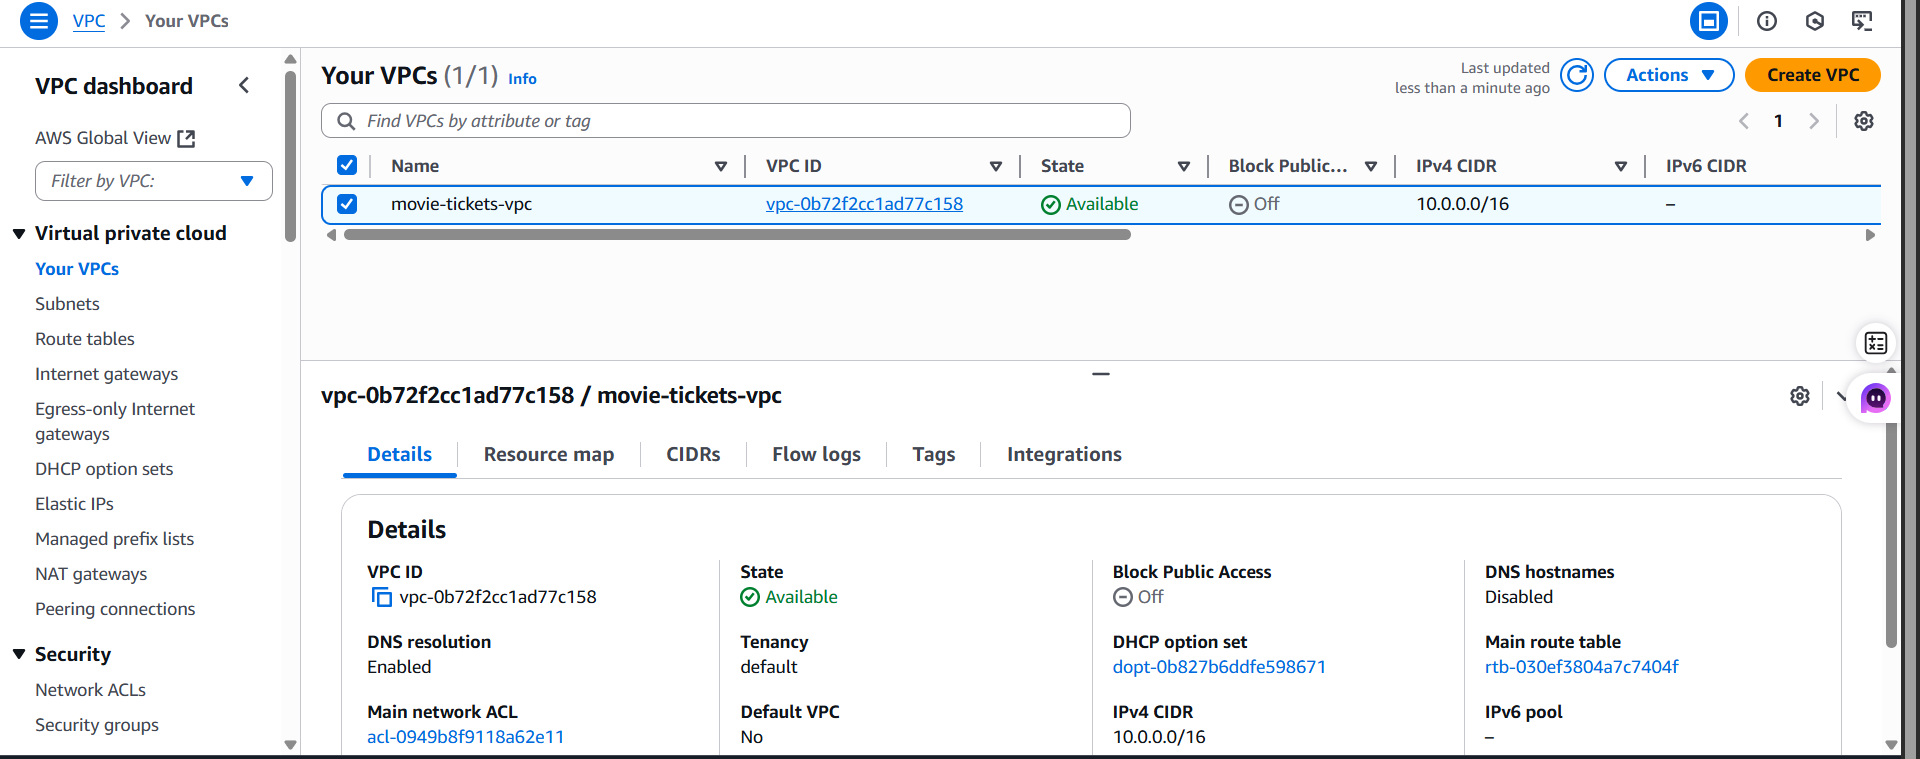 VPC > Your VPCs
VPC dashboard
AWS Global View
Filter by VPC:
Virtual private cloud
Your VPCs
Subnets
Route tables
Internet gateways
Egress-only Internet
gateways
DHCP option sets
Elastic IPs
Managed prefix lists
NAT gateways
Peering connections
Security
Network ACLs
Security groups
Your VPCs (1/1) Info
Last updated
less than a minute ago
Actions
Create VPC
Find VPCs by attribute or tag
1
Name VPC ID State Block Public... IPv4 CIDR IPv6 CIDR
movie-tickets-vpc vpc-0b72f2cc1ad77c158 Available Off 10.0.0.0/16 –
vpc-0b72f2cc1ad77c158 / movie-tickets-vpc
Details Resource map CIDRs Flow logs Tags Integrations
Details
VPC ID State Block Public Access DNS hostnames
vpc-0b72f2cc1ad77c158 Available Off Disabled
DNS resolution Tenancy DHCP option set Main route table
Enabled default dopt-0b827b6ddfe598671 rtb-030ef3804a7c7404f
Main network ACL Default VPC IPv4 CIDR IPv6 pool
acl-0949b8f9118a62e11 No 10.0.0.0/16 –